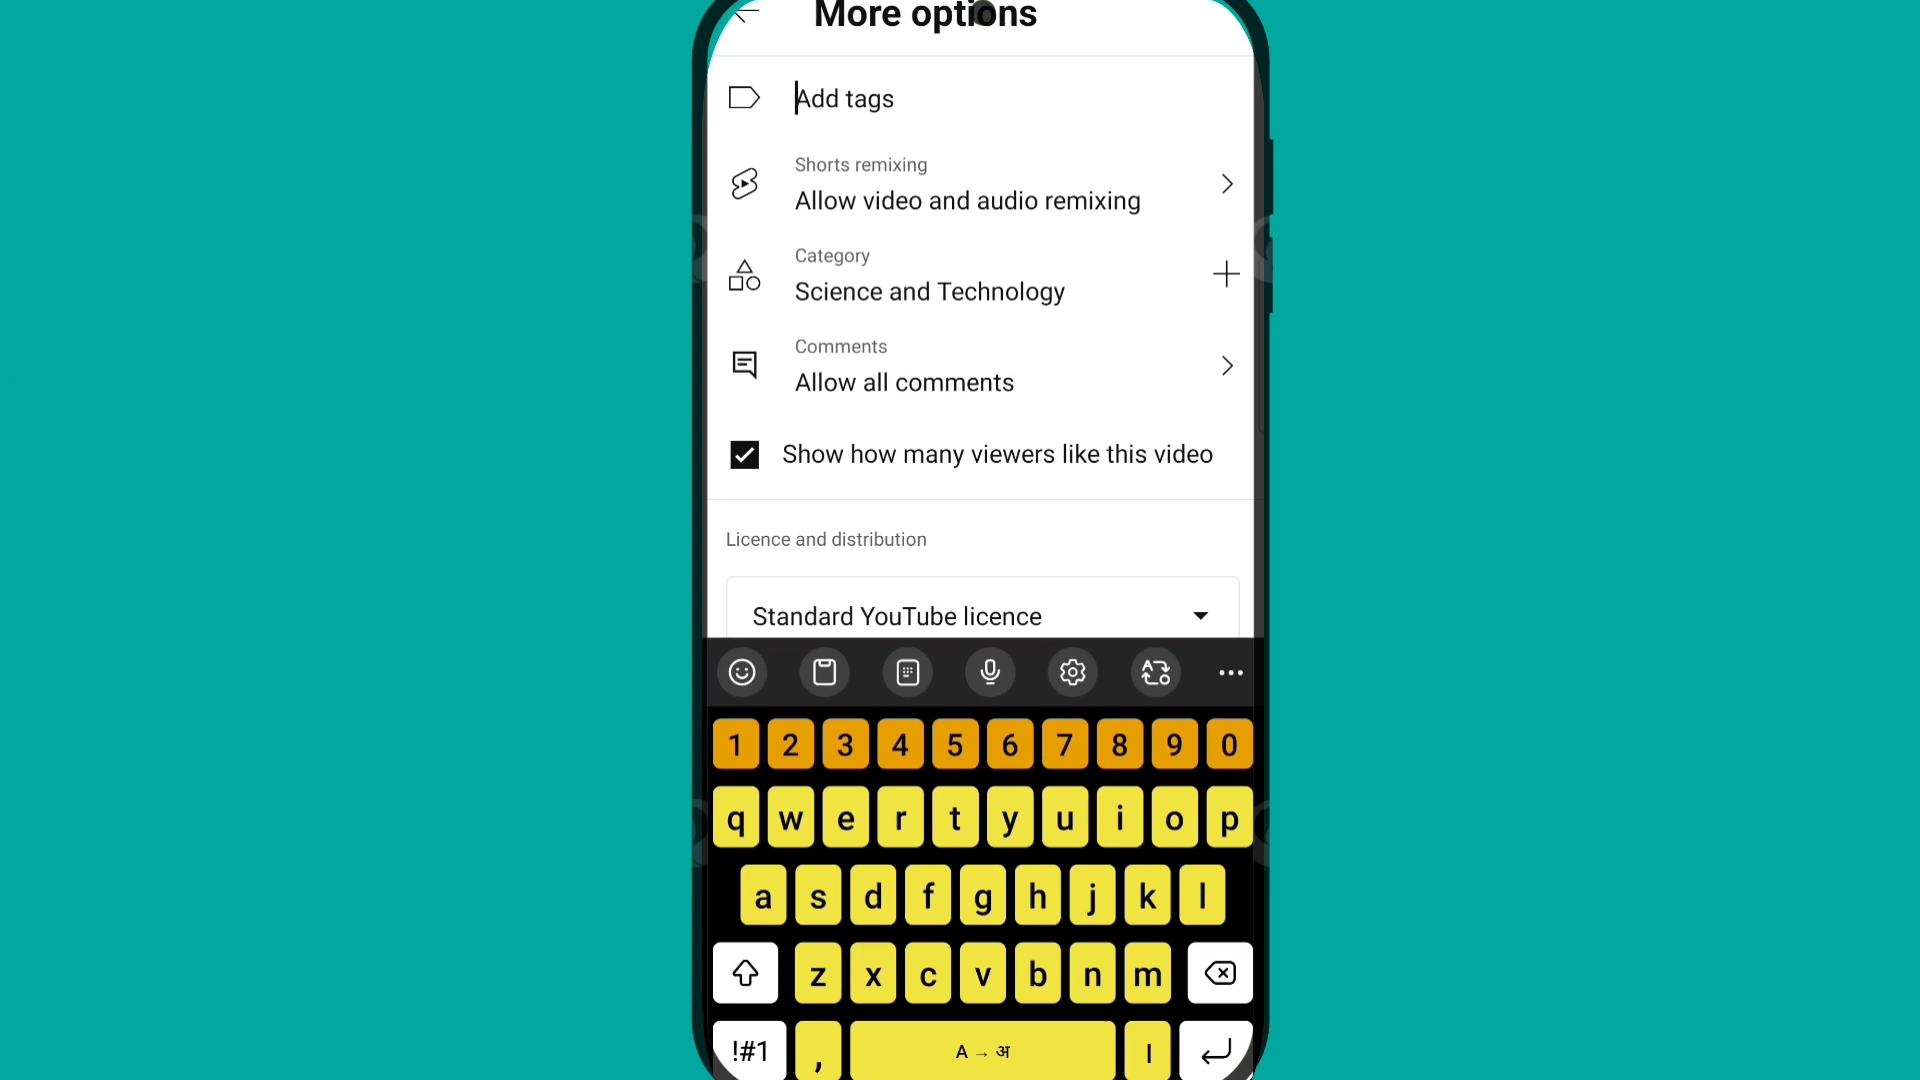 More options
Add tags
Shorts remixing
Allow video and audio remixing
Category
Science and Technology
Comments
Allow all comments
Show how many viewers like this video
Licence and distribution
Standard YouTube licence
1 2 3 4 5 6 7 8 9 0
q w e r t y u i o p
a s d f g h j k l
z x c v b n m
!#1 , A → अ ।